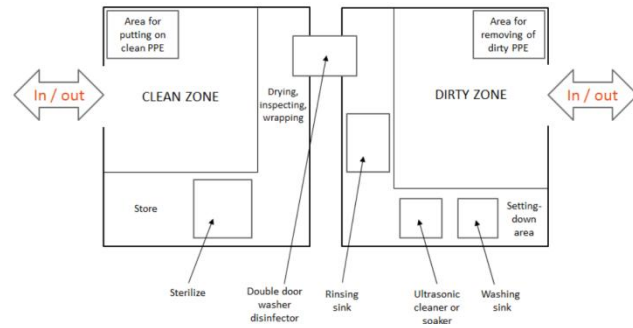 Area for
putting on
clean PPE
In / out
CLEAN ZONE
Drying,
inspecting,
wrapping
Store
Area for
removing of
dirty PPE
DIRTY ZONE
In / out
Setting-
down
area
Sterilize
Double door
washer
disinfector
Rinsing
sink
Ultrasonic
cleaner or
soaker
Washing
sink